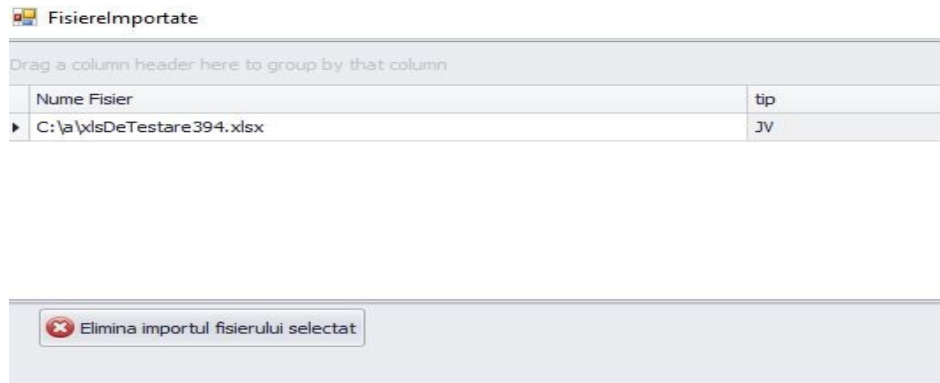 FisiereImportate
Drag a column header here to group by that column
Nume Fisier tip
C:\a\xlsDeTestare394.xlsx JV
Elimina importul fisierului selectat